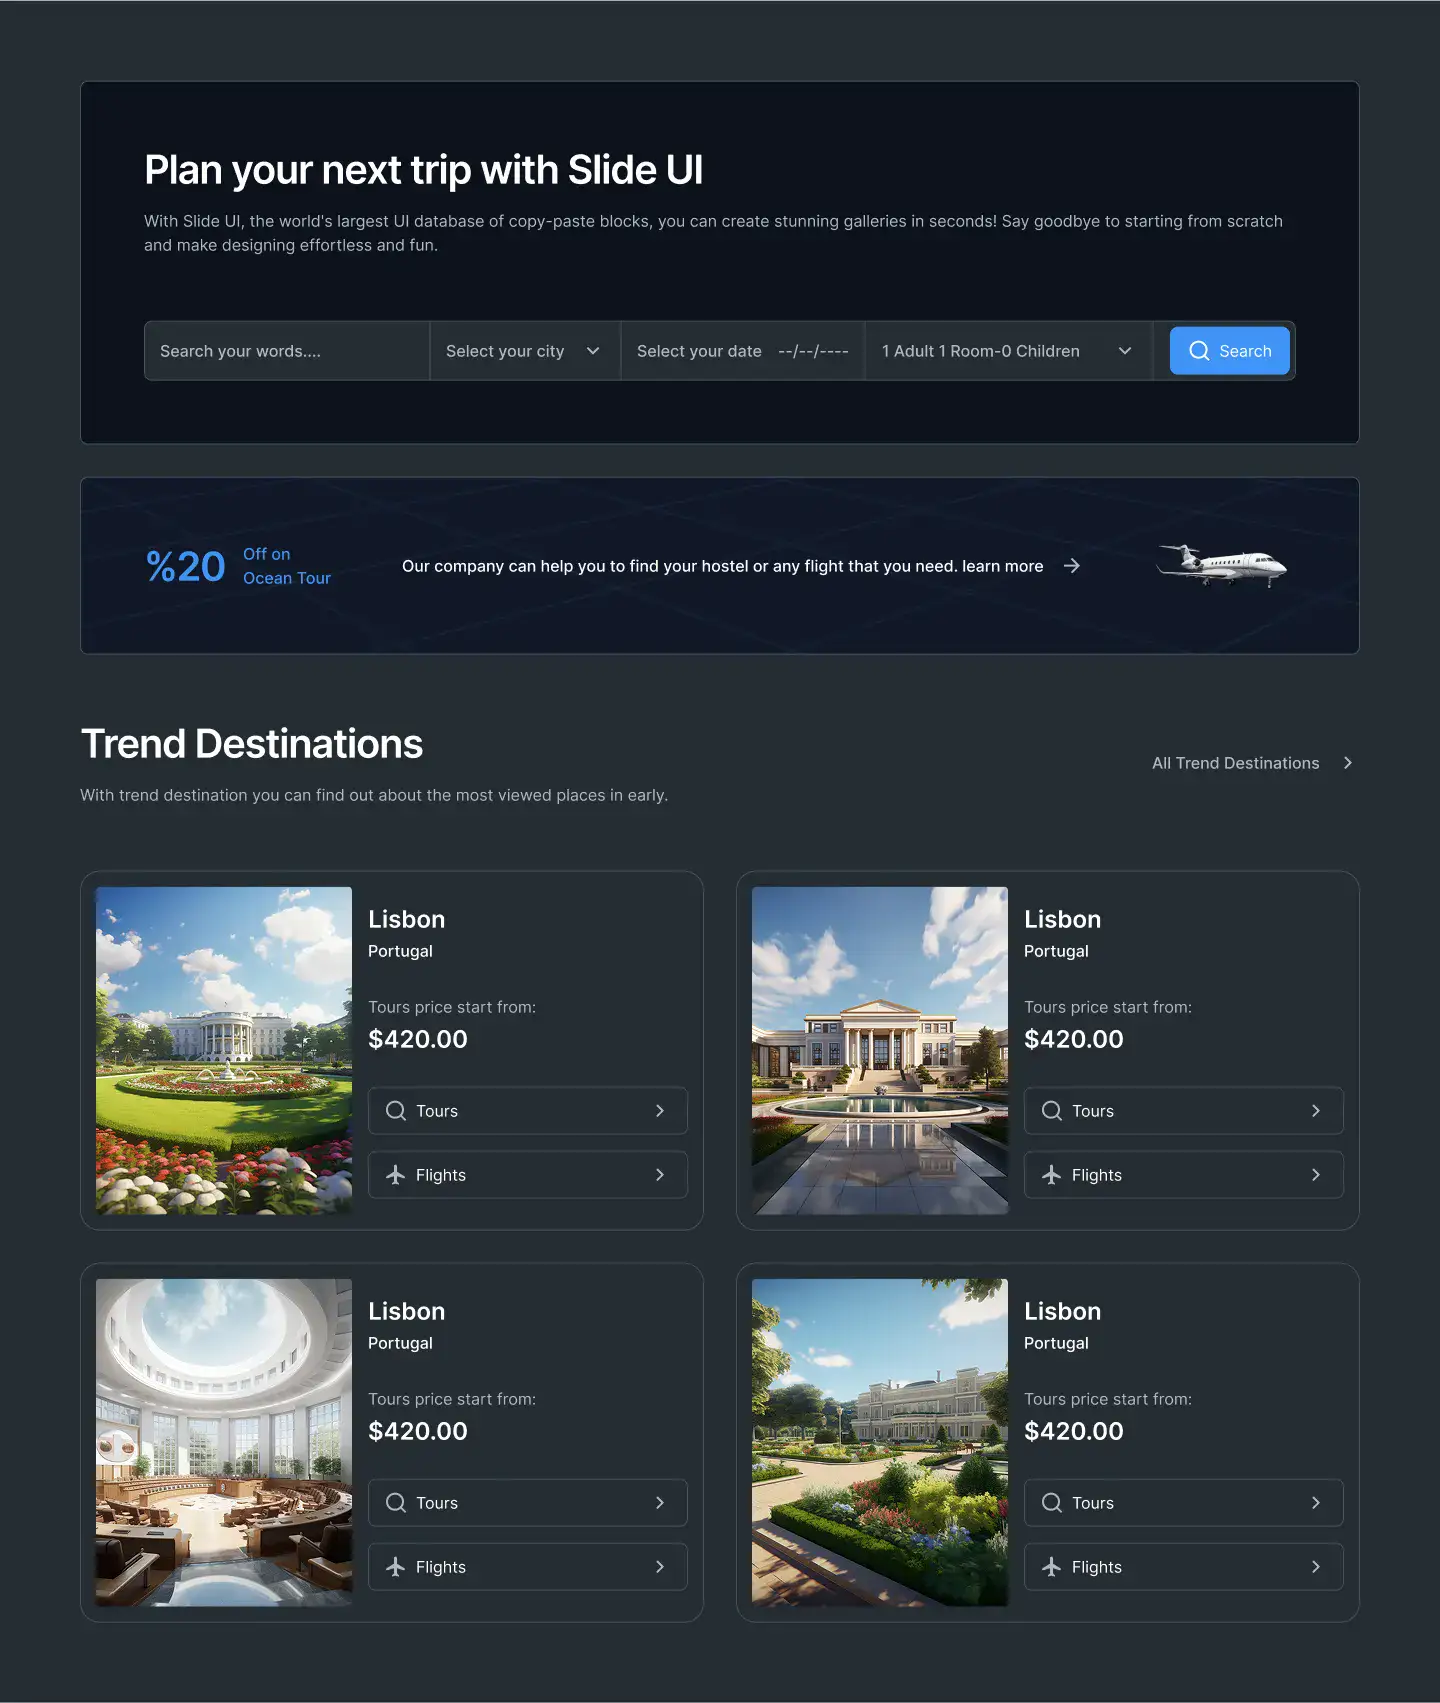 Plan your next trip with Slide UI
With Slide UI, the world's largest UI database of copy-paste blocks, you can create stunning galleries in seconds! Say goodbye to starting from scratch
and make designing effortless and fun.
Search your words....
Select your city
Select your date --/--/----
1 Adult 1 Room-0 Children
Search
%20
Off on
Ocean Tour
Our company can help you to find your hostel or any flight that you need. learn more
Trend Destinations
All Trend Destinations
With trend destination you can find out about the most viewed places in early.
Lisbon
Portugal
Tours price start from:
$420.00
Tours
Flights
Lisbon
Portugal
Tours price start from:
$420.00
Tours
Flights
Lisbon
Portugal
Tours price start from:
$420.00
Tours
Flights
Lisbon
Portugal
Tours price start from:
$420.00
Tours
Flights